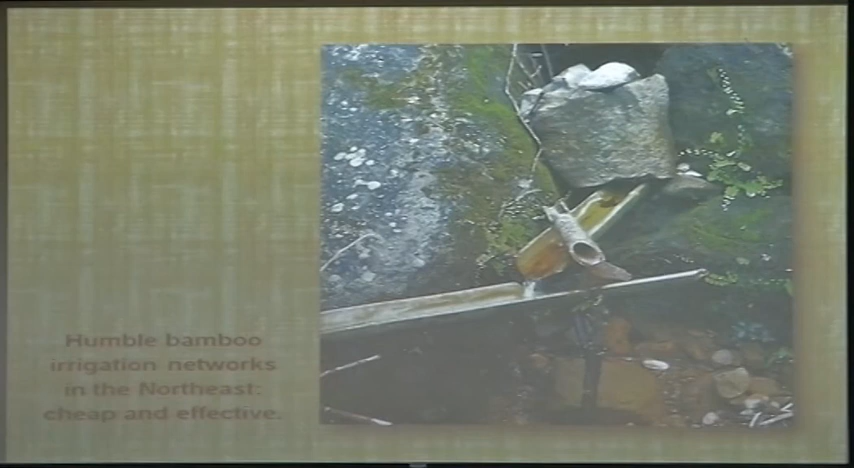 Humble bamboo
irrigation networks
in the Northeast:
cheap and effective.